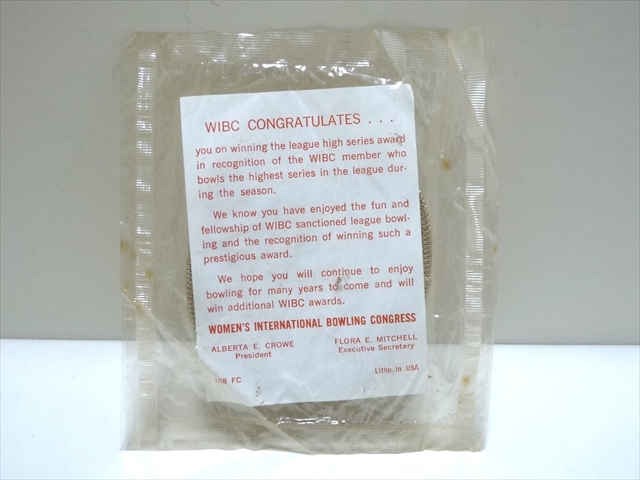 WIBC CONGRATULATES . . .
you on winning the league high series award
in recognition of the WIBC member who
bowls the highest series in the league dur-
ing the season.
We know you have enjoyed the fun and
fellowship of WIBC sanctioned league bowl-
ing and the recognition of winning such a
prestigious award.
We hope you will continue to enjoy
bowling for many years to come and will
win additional WIBC awards.
WOMEN'S INTERNATIONAL BOWLING CONGRESS
ALBERTA E. CROWE
President
FLORA E. MITCHELL
Executive Secretary
FC
Litho. in USA